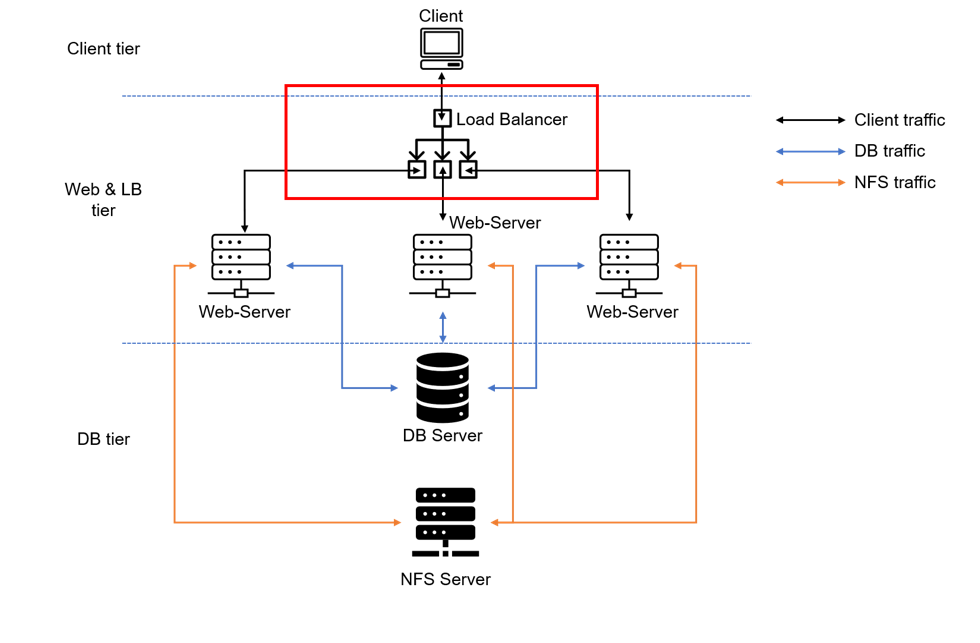 Client
Client tier
Load Balancer
Client traffic
DB traffic
NFS traffic
Web & LB
tier
Web-Server
Web-Server
Web-Server
DB tier
DB Server
NFS Server